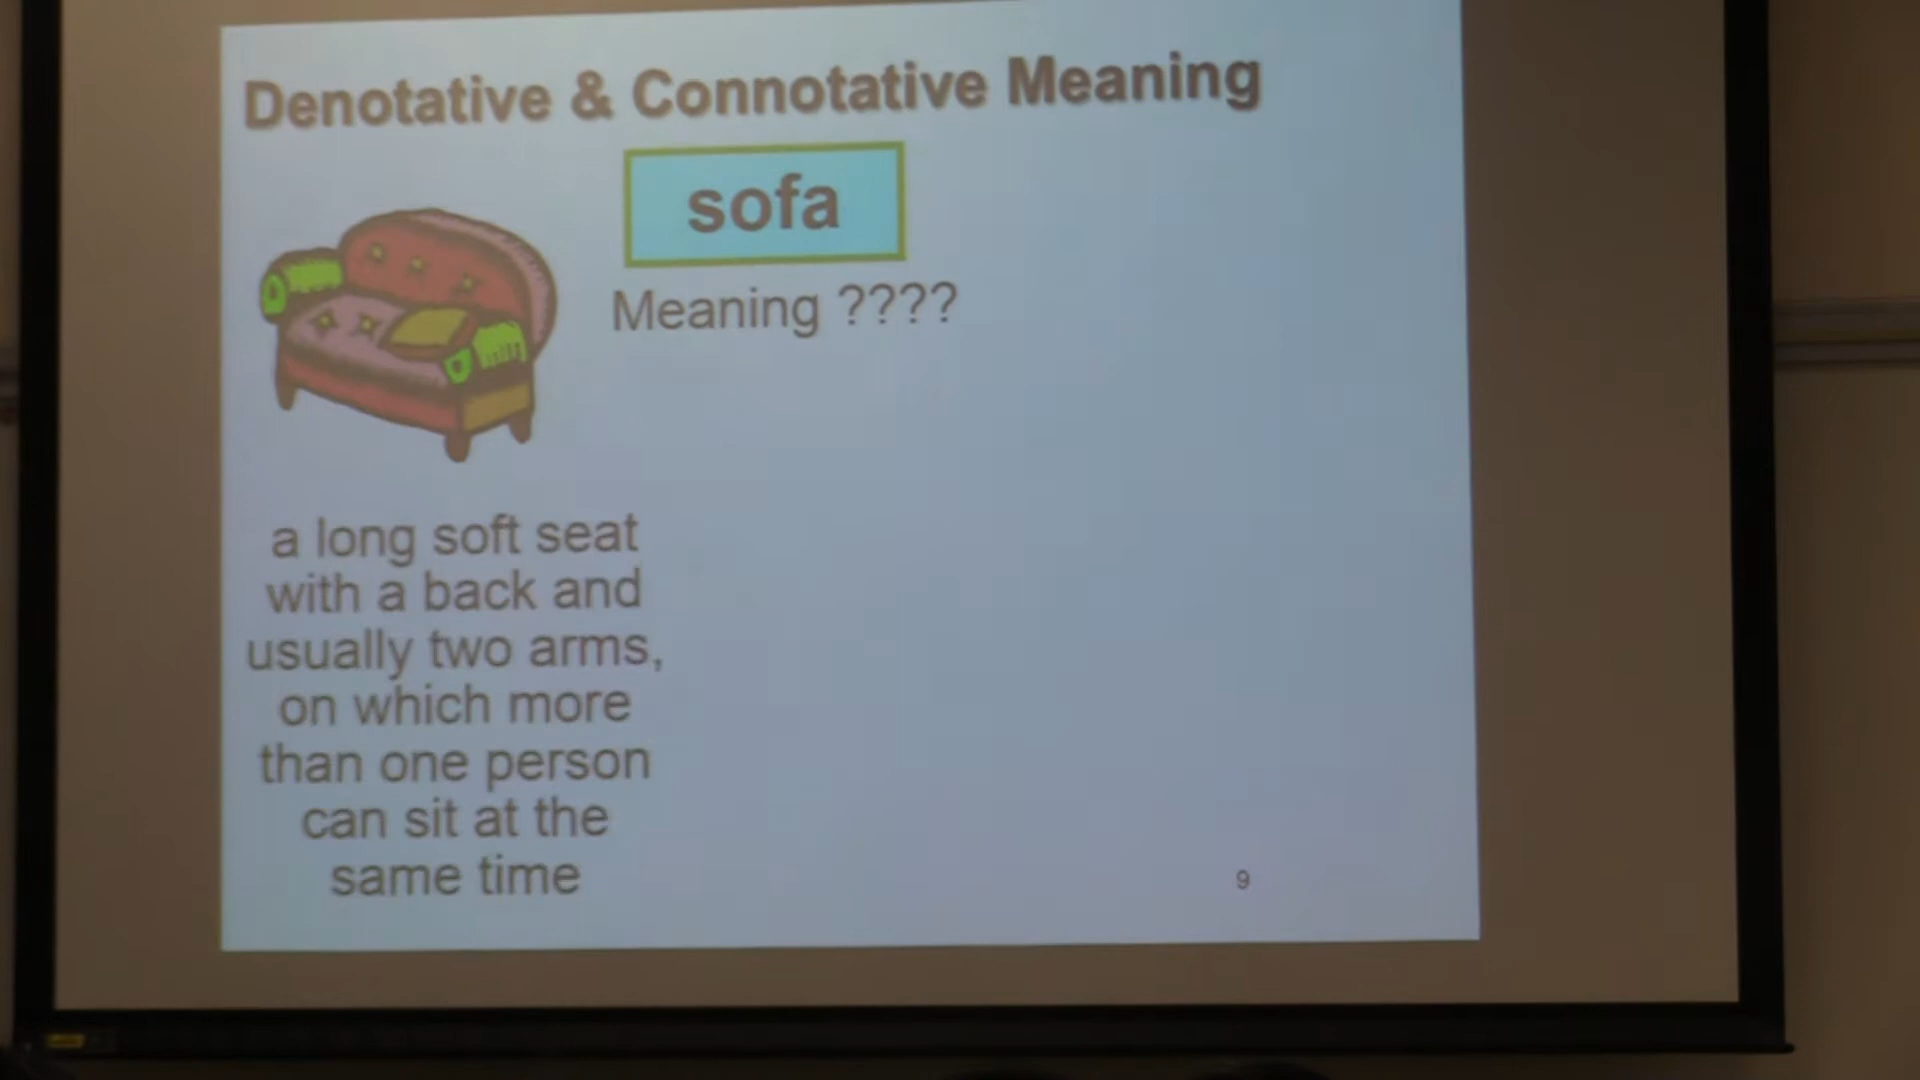 Denotative & Connotative Meaning
sofa
Meaning ????
a long soft seat
with a back and
usually two arms,
on which more
than one person
can sit at the
same time
9